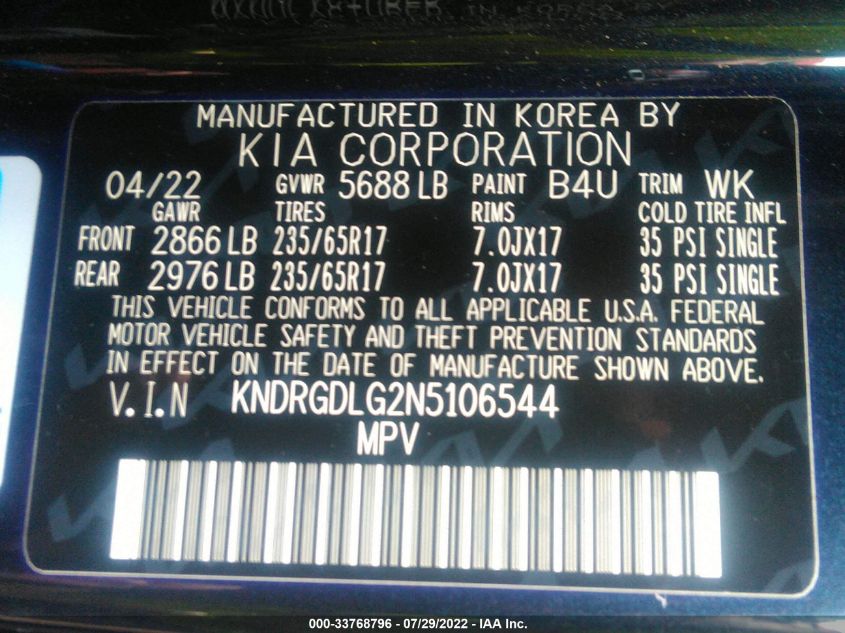 MANUFACTURED IN KOREA BY
KIA CORPORATION
04/22 GVWR 5688 LB PAINT B4U TRIM WK
GAWR TIRES RIMS COLD TIRE INFL
FRONT 2866 LB 235/65R17 7.0JX17 35 PSI SINGLE
REAR 2976 LB 235/65R17 7.0JX17 35 PSI SINGLE
THIS VEHICLE CONFORMS TO ALL APPLICABLE U.S.A. FEDERAL
MOTOR VEHICLE SAFETY AND THEFT PREVENTION STANDARDS
IN EFFECT ON THE DATE OF MANUFACTURE SHOWN ABOVE.
V.I.N KNDRGDLG2N5106544
MPV
000-33768796 - 07/29/2022 - IAA Inc.